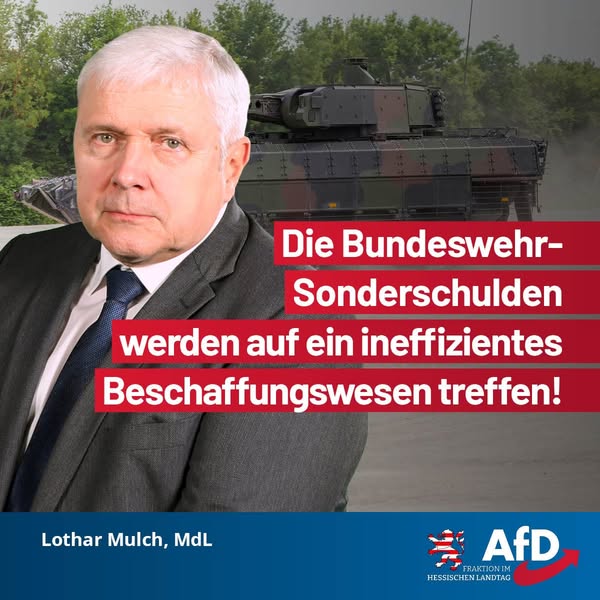 Die Bundeswehr-
Sonderschulden
werden auf ein ineffizientes
Beschaffungswesen treffen!
Lothar Mulch, MdL
AfD
FRAKTION IM
HESSISCHEN LANDTAG